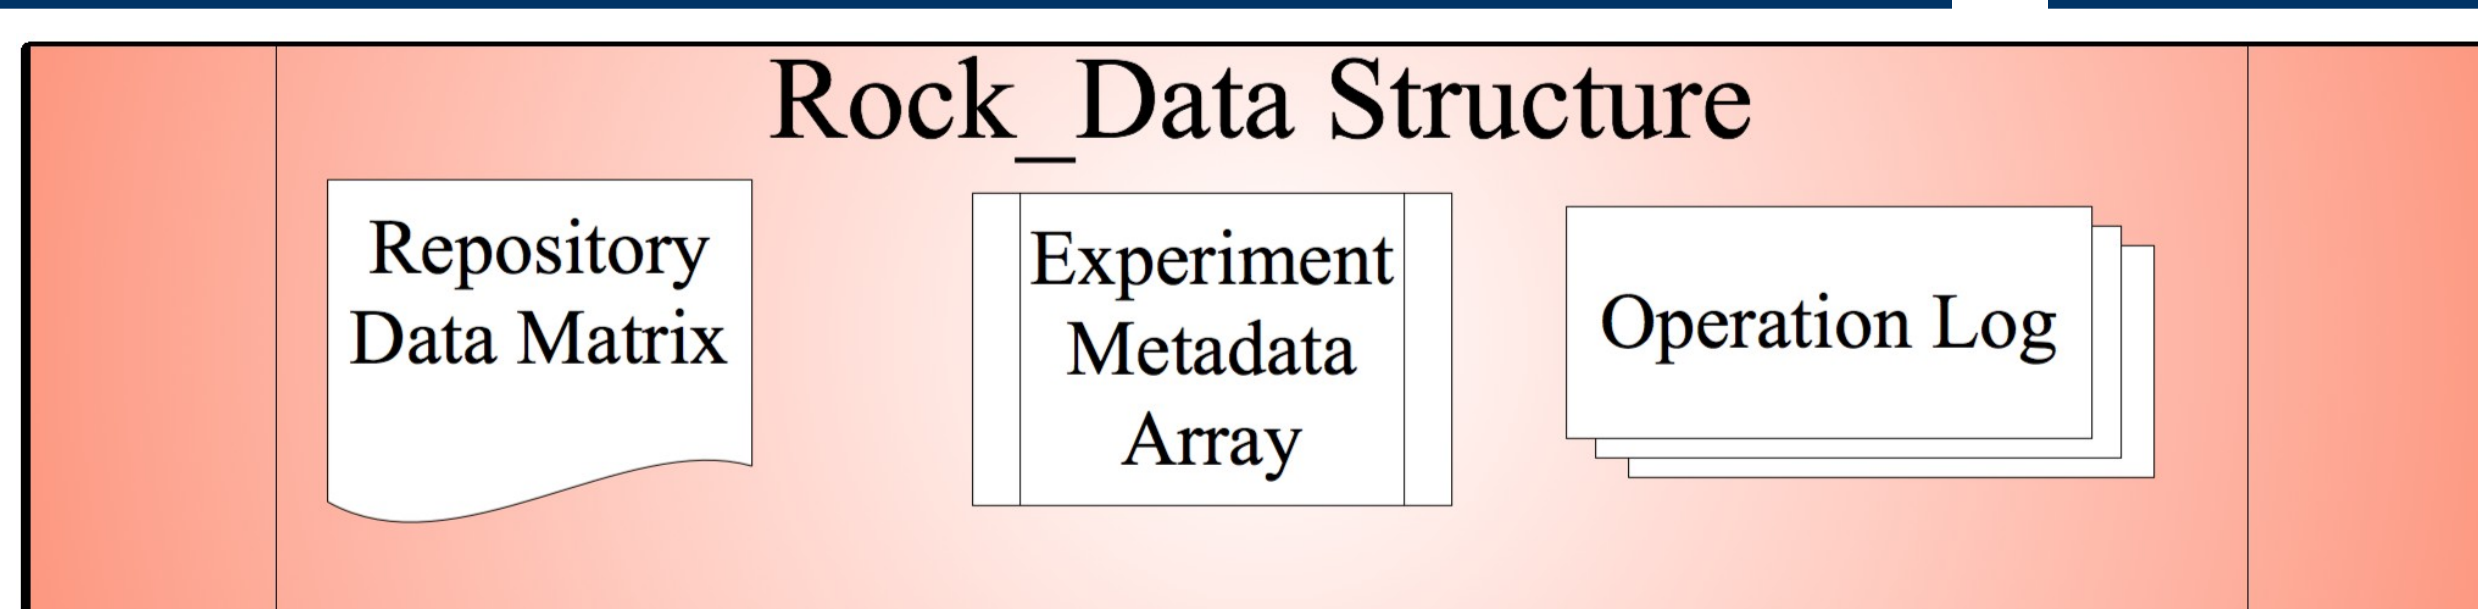 Rock_Data Structure
Repository
Data Matrix
Experiment
Metadata
Array
Operation Log